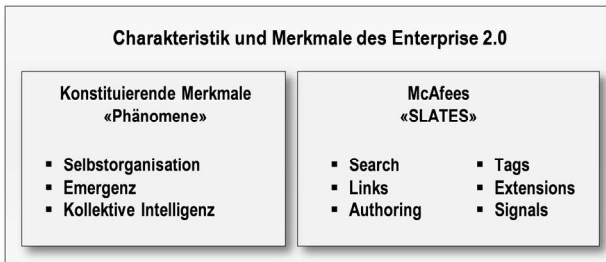 Charakteristik und Merkmale des Enterprise 2.0
Konstituierende Merkmale
«Phänomene»
▪ Selbstorganisation
▪ Emergenz
▪ Kollektive Intelligenz
McAfees
«SLATES»
▪ Search
▪ Links
▪ Authoring
▪ Tags
▪ Extensions
▪ Signals